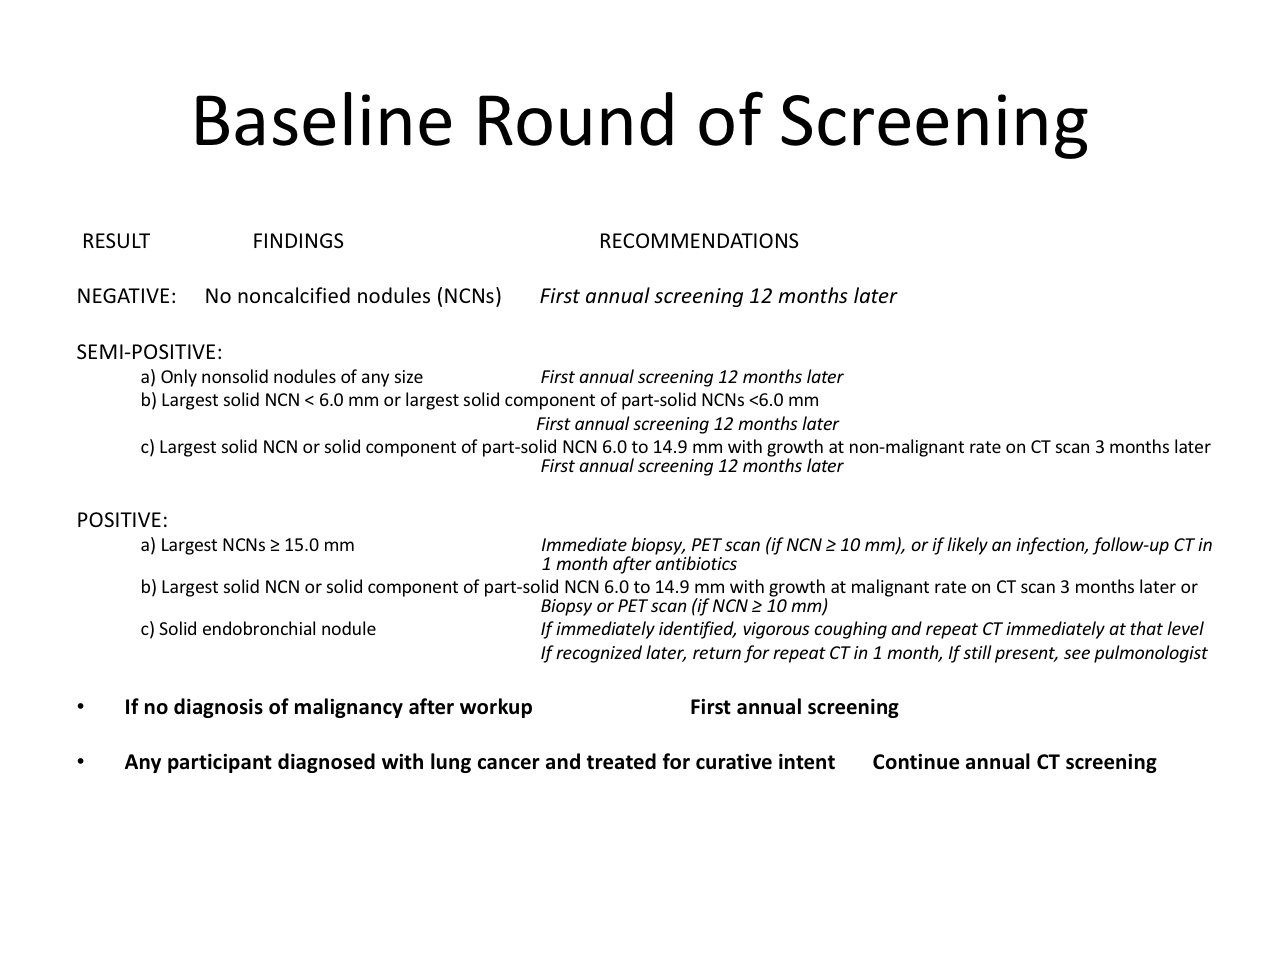 Baseline Round of Screening
RESULT FINDINGS RECOMMENDATIONS
NEGATIVE: No noncalcified nodules (NCNs) First annual screening 12 months later
SEMI-POSITIVE:
a) Only nonsolid nodules of any size First annual screening 12 months later
b) Largest solid NCN < 6.0 mm or largest solid component of part-solid NCNs <6.0 mm
First annual screening 12 months later
c) Largest solid NCN or solid component of part-solid NCN 6.0 to 14.9 mm with growth at non-malignant rate on CT scan 3 months later
First annual screening 12 months later
POSITIVE:
a) Largest NCNs ≥ 15.0 mm Immediate biopsy, PET scan (if NCN ≥ 10 mm), or if likely an infection, follow-up CT in
1 month after antibiotics
b) Largest solid NCN or solid component of part-solid NCN 6.0 to 14.9 mm with growth at malignant rate on CT scan 3 months later or
Biopsy or PET scan (if NCN ≥ 10 mm)
c) Solid endobronchial nodule If immediately identified, vigorous coughing and repeat CT immediately at that level
If recognized later, return for repeat CT in 1 month, If still present, see pulmonologist
• If no diagnosis of malignancy after workup First annual screening
• Any participant diagnosed with lung cancer and treated for curative intent Continue annual CT screening